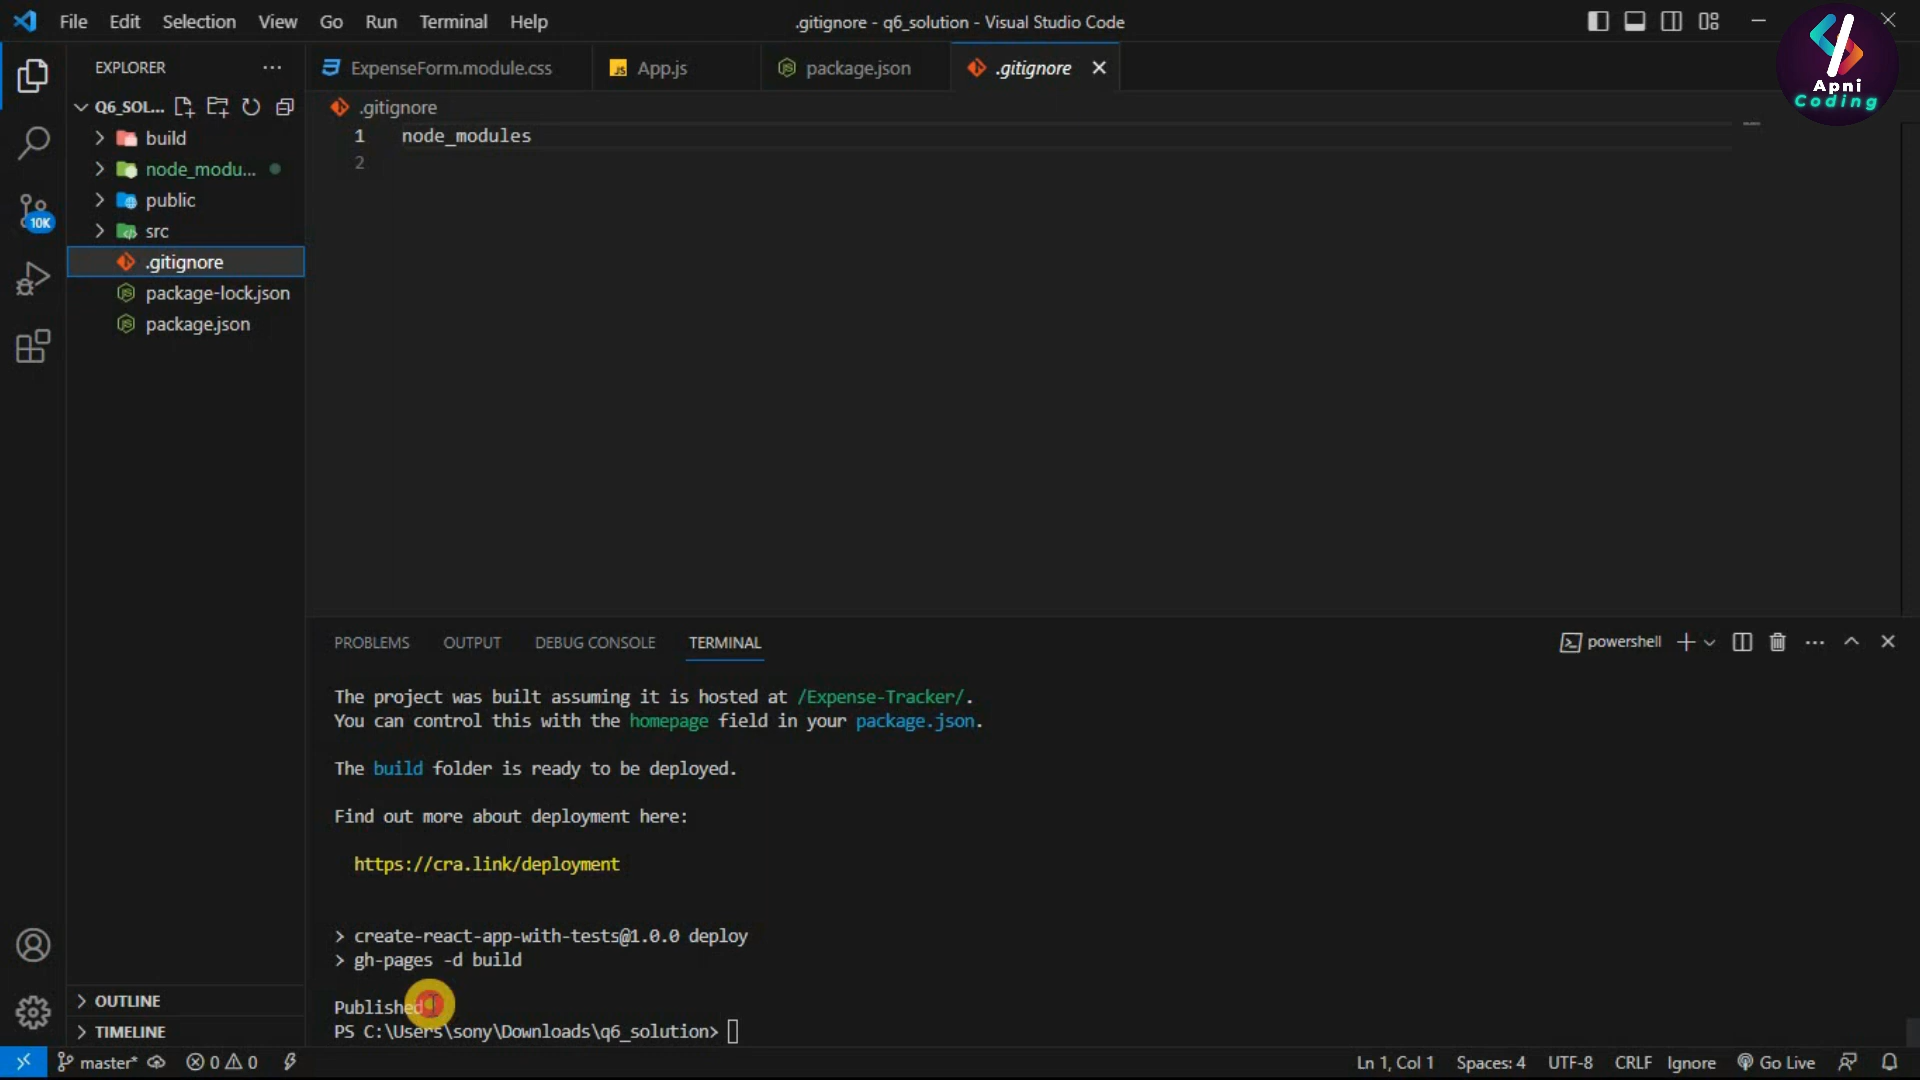 File Edit Selection View Go Run Terminal Help
.gitignore - q6_solution - Visual Studio Code
Apni
Coding
EXPLORER
ExpenseForm.module.css
App.js
package.json
.gitignore
Q6_SOL...
.gitignore
build
node_modu...
public
src
.gitignore
package-lock.json
package.json
10K
1 node_modules
2
PROBLEMS OUTPUT DEBUG CONSOLE TERMINAL
powershell
The project was built assuming it is hosted at /Expense-Tracker/.
You can control this with the homepage field in your package.json.
The build folder is ready to be deployed.
Find out more about deployment here:
https://cra.link/deployment
> create-react-app-with-tests@1.0.0 deploy
> gh-pages -d build
Published
PS C:\Users\sony\Downloads\q6_solution>
OUTLINE
TIMELINE
master* 0 0
Ln 1, Col 1 Spaces: 4 UTF-8 CRLF Ignore Go Live